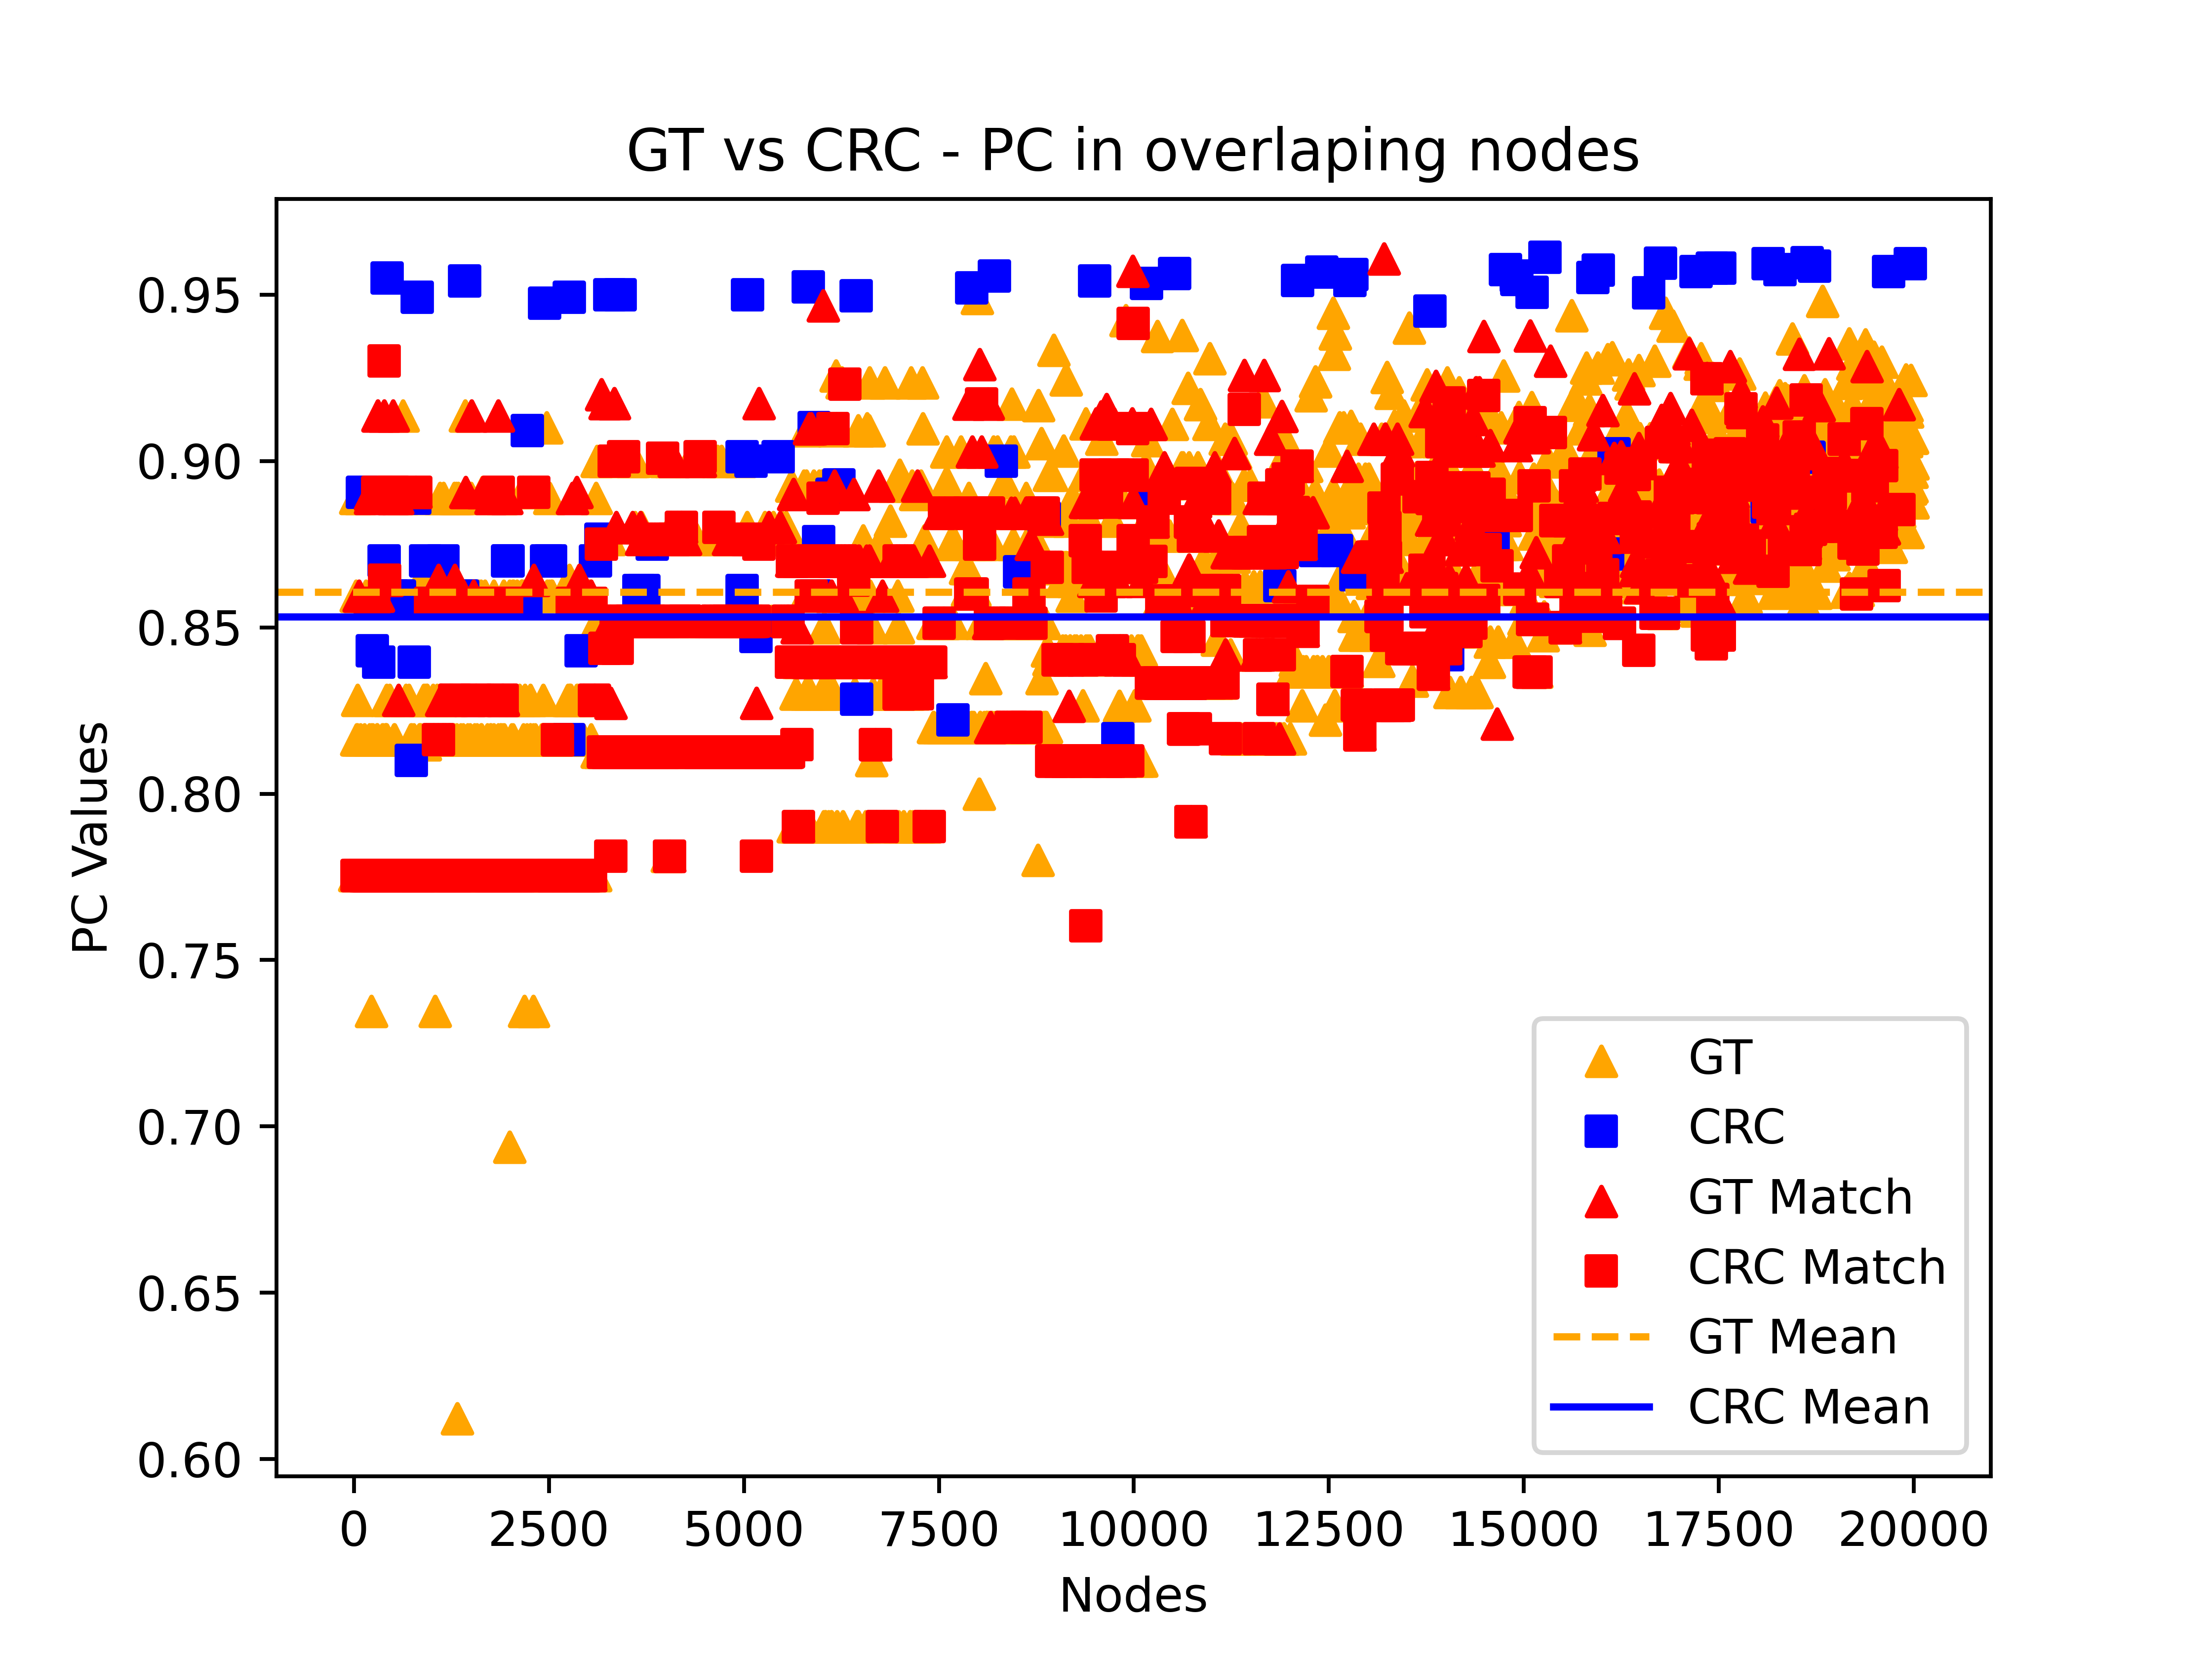 GT vs CRC - PC in overlaping nodes
PC Values
0.95
0.90
0.85
0.80
0.75
0.70
0.65
0.60
0 2500 5000 7500 10000 12500 15000 17500 20000
Nodes
GT
CRC
GT Match
CRC Match
GT Mean
CRC Mean